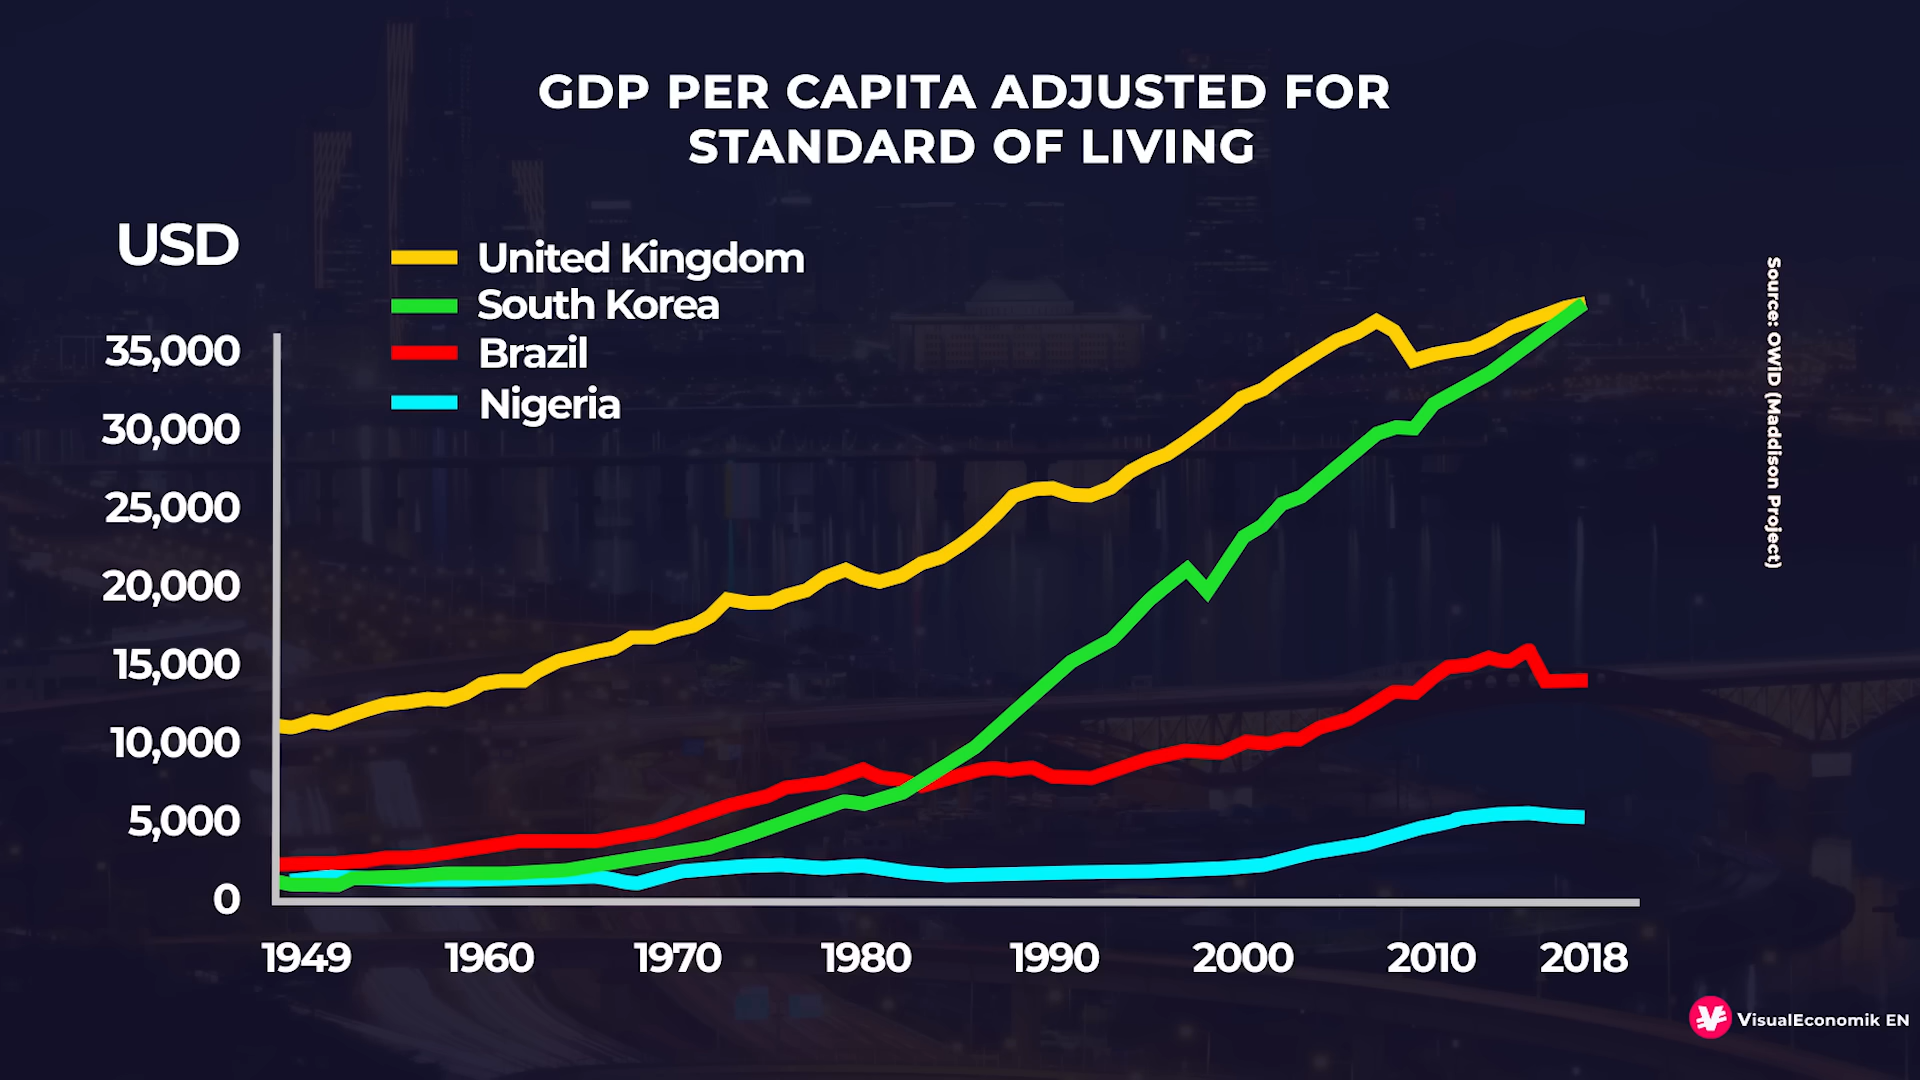 GDP PER CAPITA ADJUSTED FOR
STANDARD OF LIVING
USD
United Kingdom
South Korea
Brazil
Nigeria
35,000
30,000
25,000
20,000
15,000
10,000
5,000
0
1949 1960 1970 1980 1990 2000 2010 2018
Source: OWiD (Maddison Project)
VisualEconomik EN